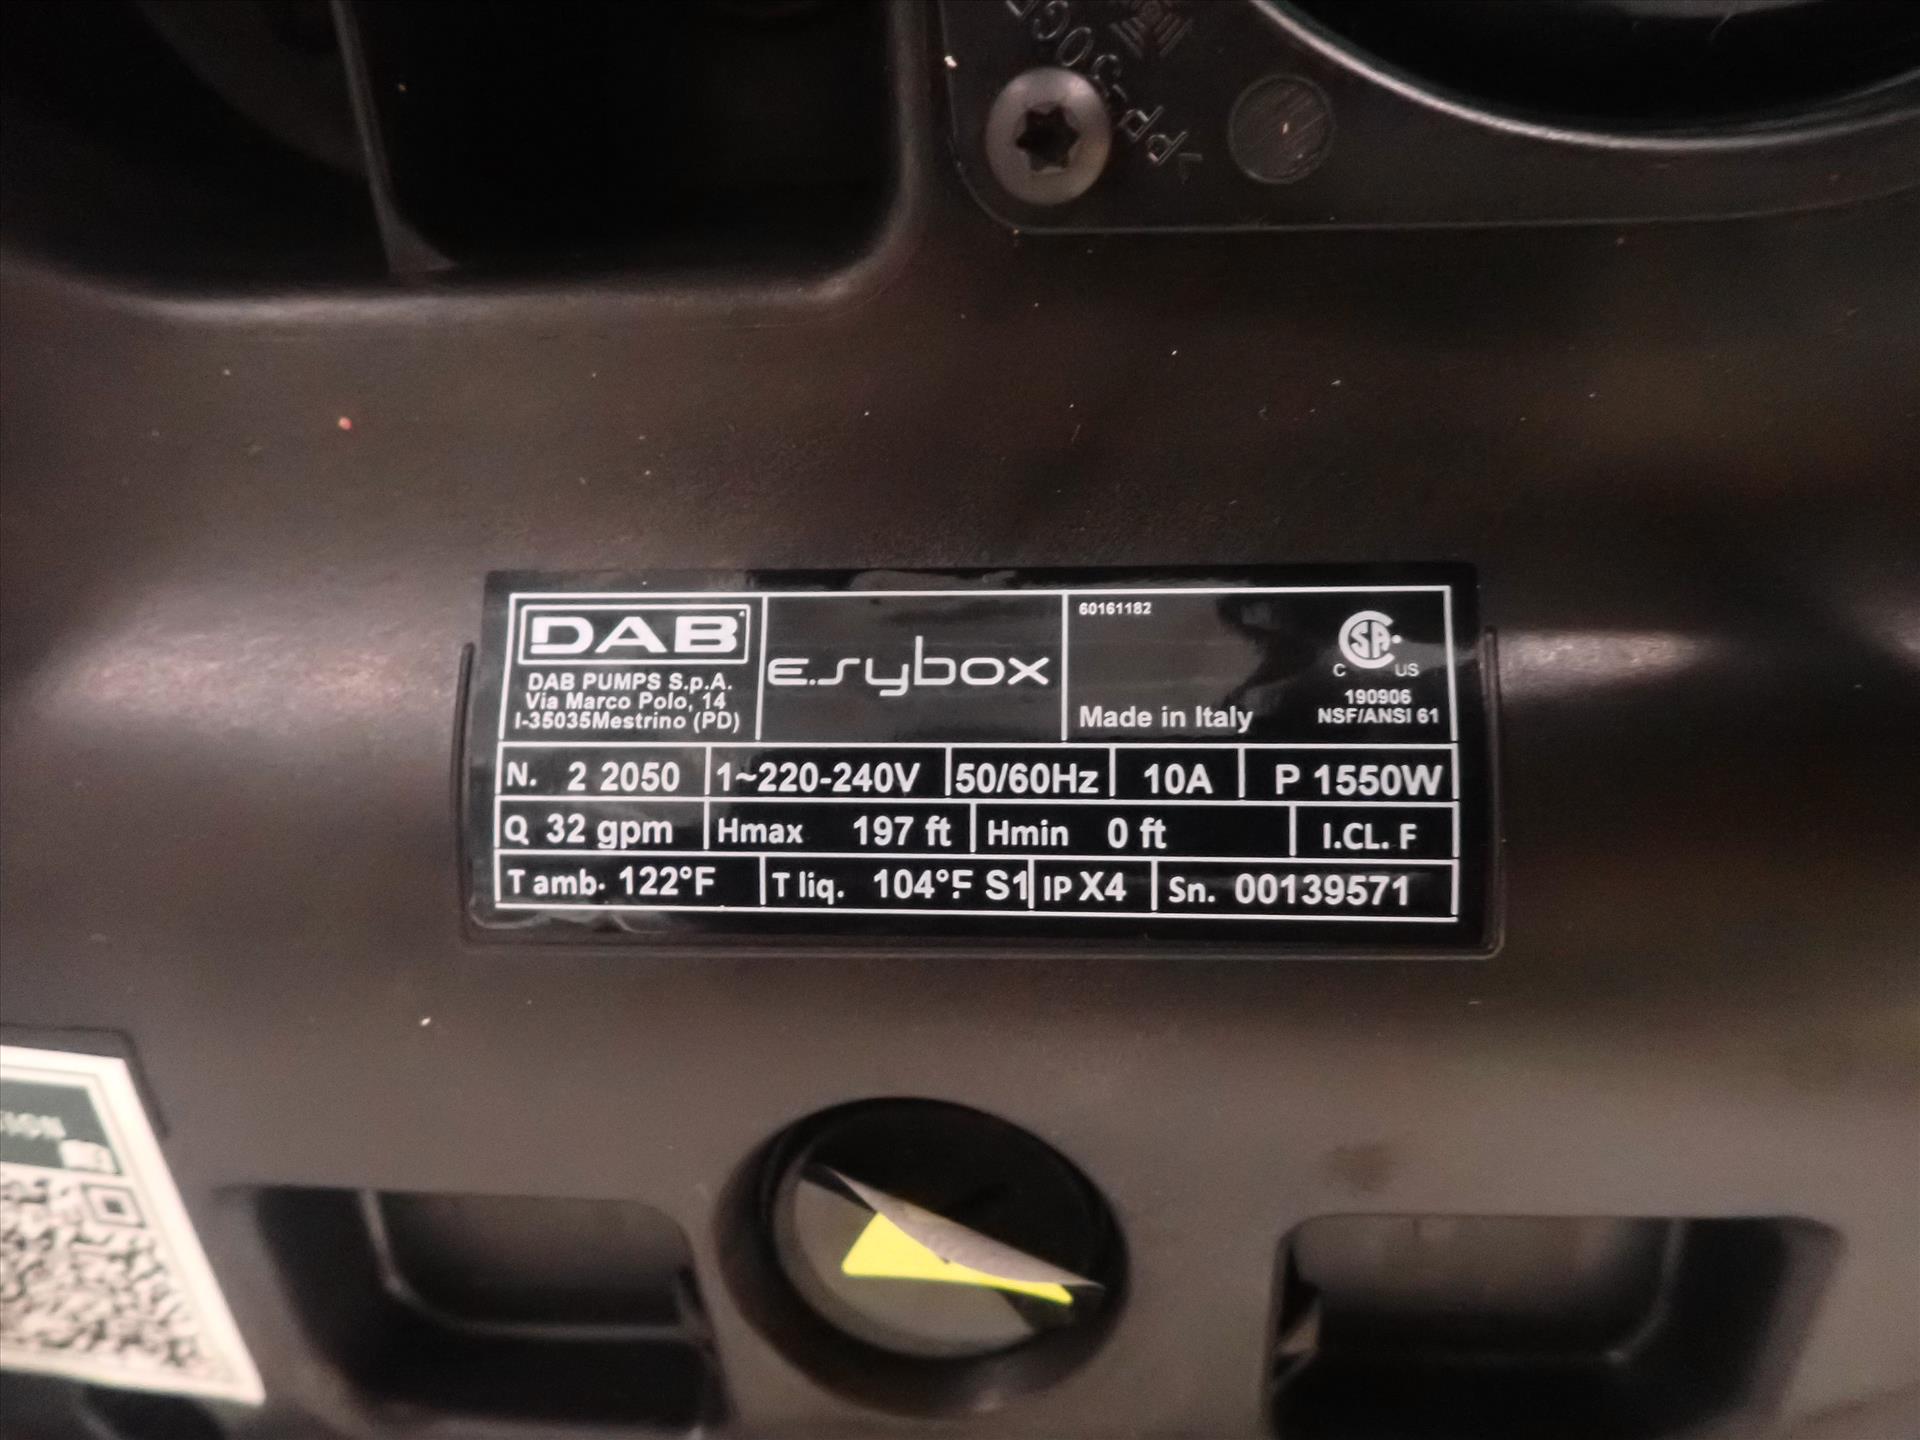 DAB
DAB PUMPS S.p.A.
Via Marco Polo, 14
I-35035Mestrino (PD)
e.sybox
60161182
Made in Italy
C US
190906
NSF/ANSI 61
N. 2 2050 1~220-240V 50/60Hz 10A P 1550W
Q 32 gpm Hmax 197 ft Hmin 0 ft I.CL. F
T amb. 122°F T liq. 104°F S1 IP X4 Sn. 00139571